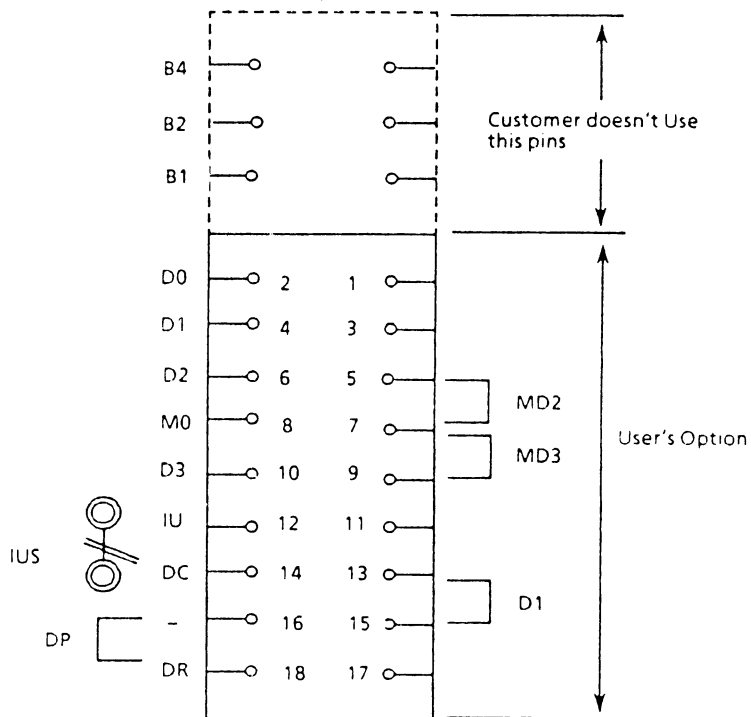 B4
B2
Customer doesn't Use
this pins
B1
D0 2 1
D1 4 3
D2 6 5
MD2
M0 8 7
User's Option
MD3
D3 10 9
IU 12 11
IUS
DC 14 13
D1
– 16 15
DP
DR 18 17